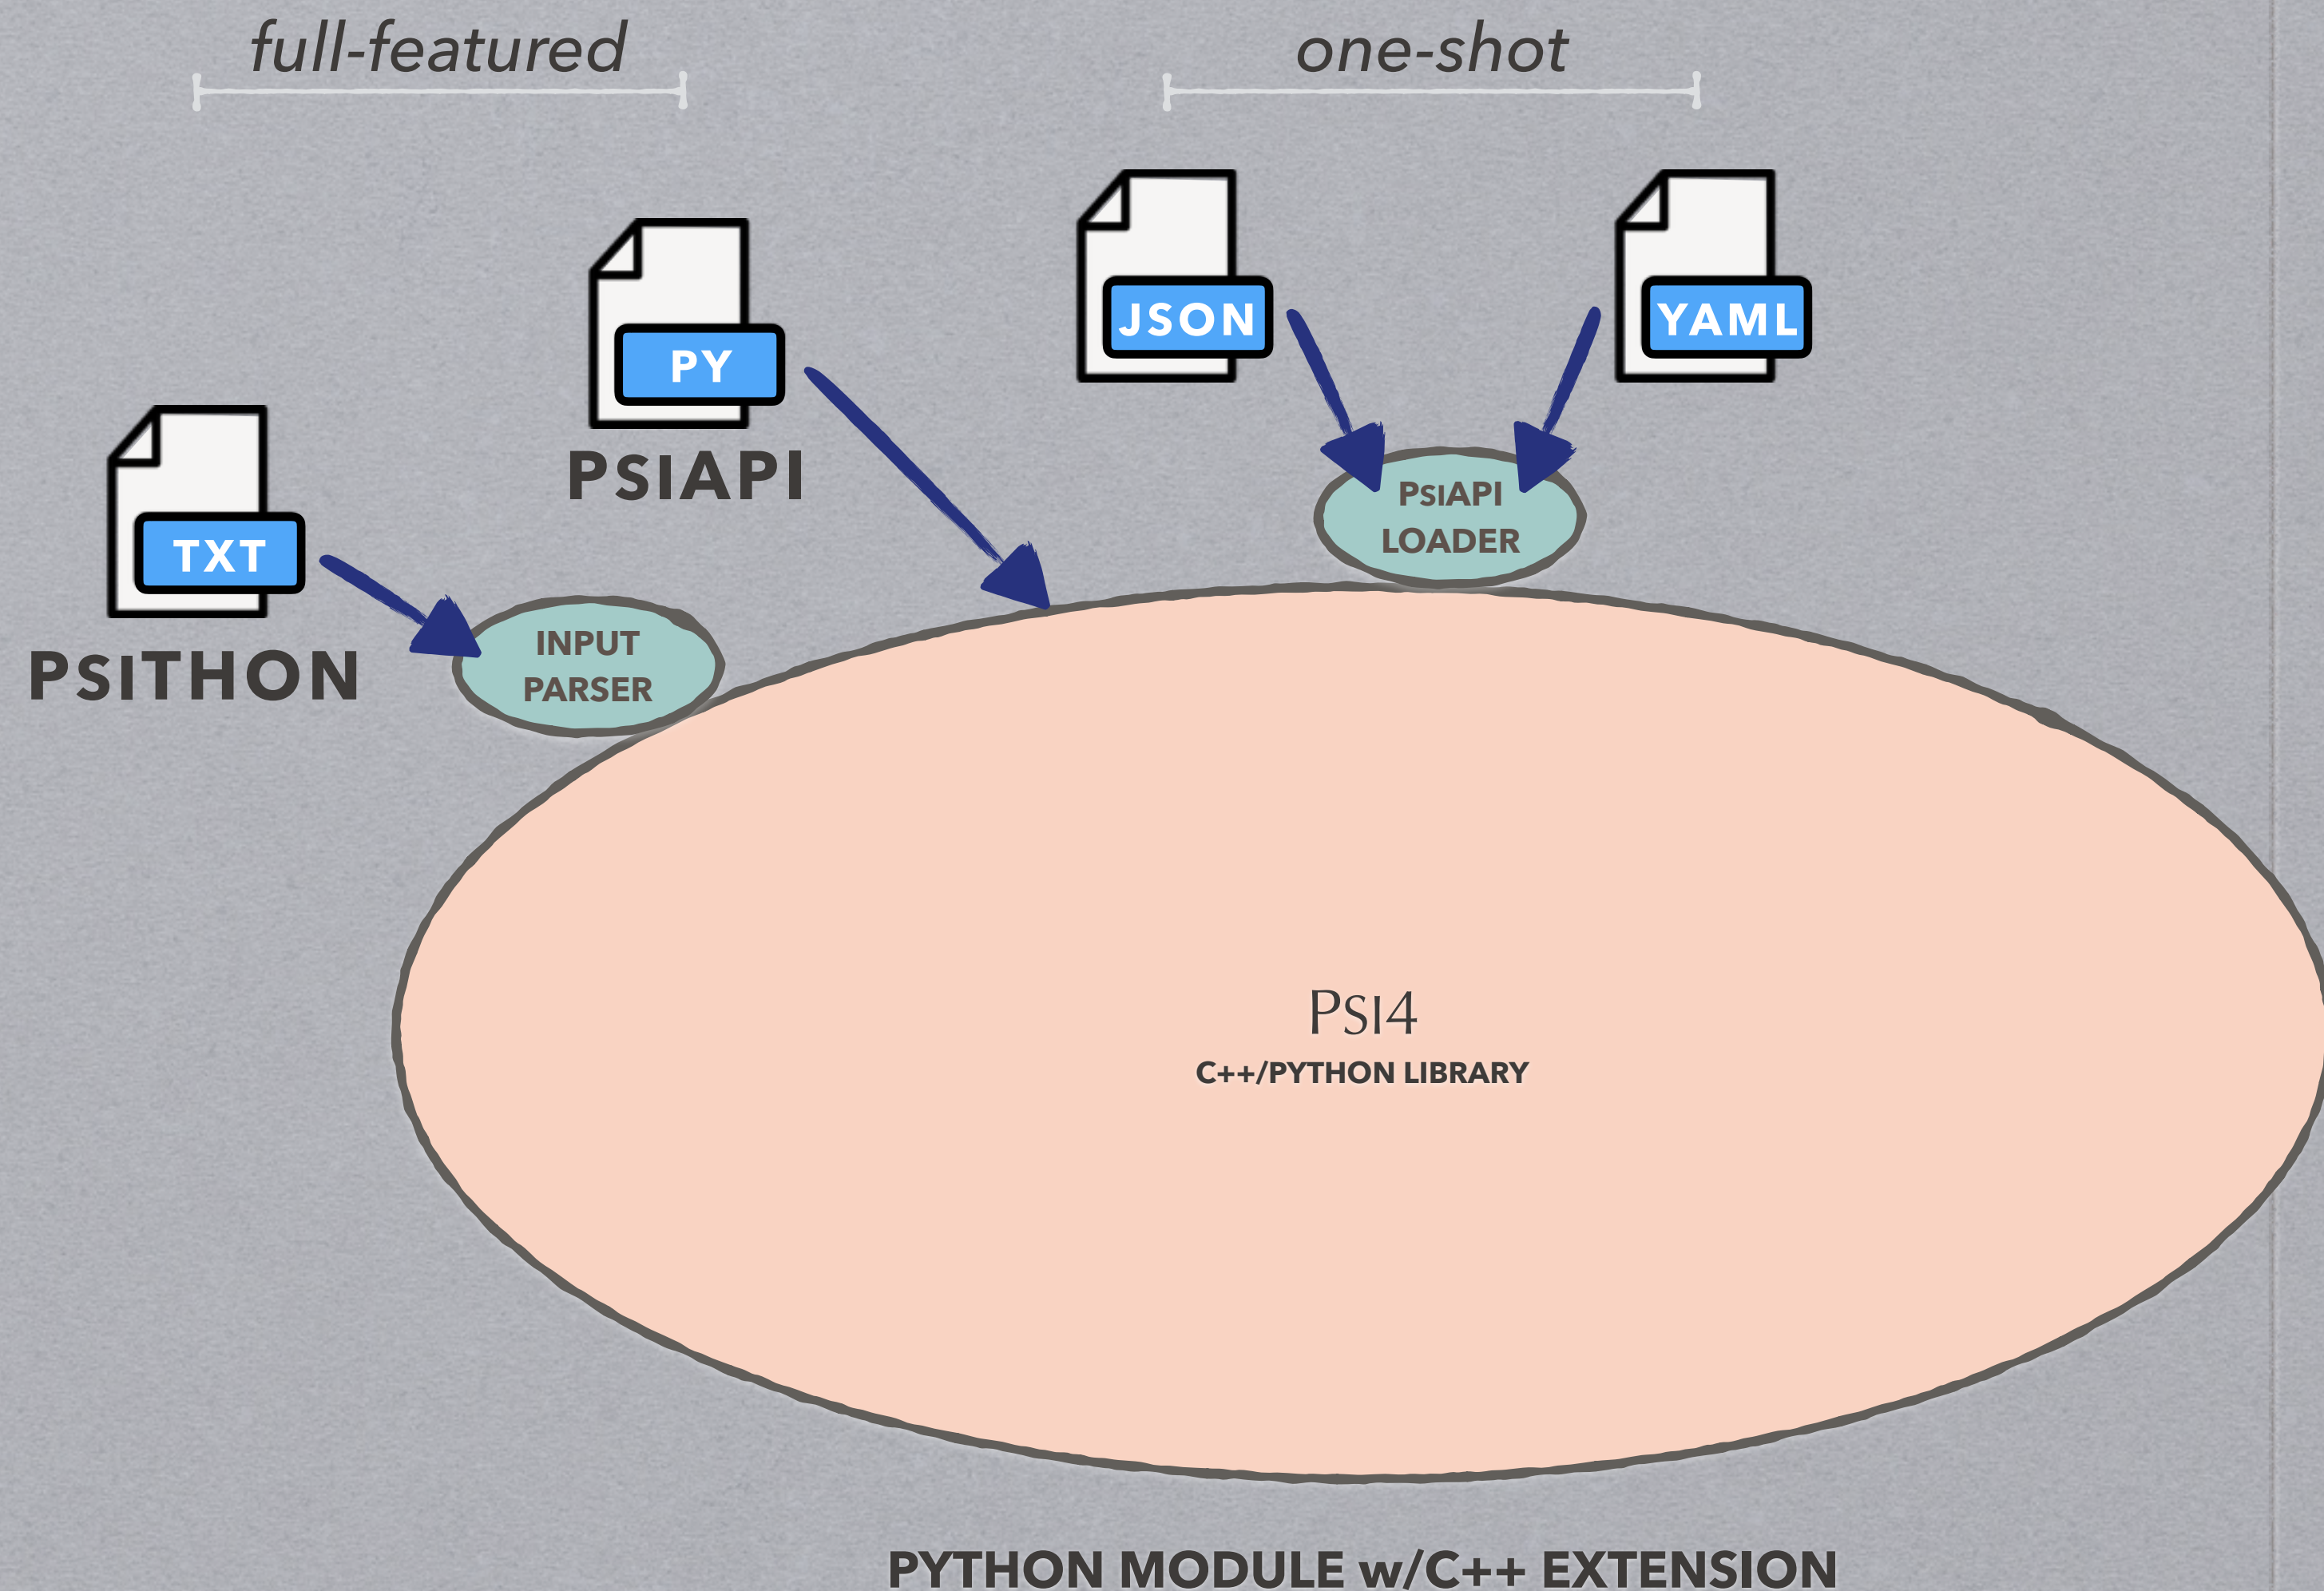 full-featured
one-shot
JSON
YAML
PY
PSIAPI
TXT
PSITHON
PSIAPI
LOADER
INPUT
PARSER
PSI4
C++/PYTHON LIBRARY
PYTHON MODULE w/C++ EXTENSION